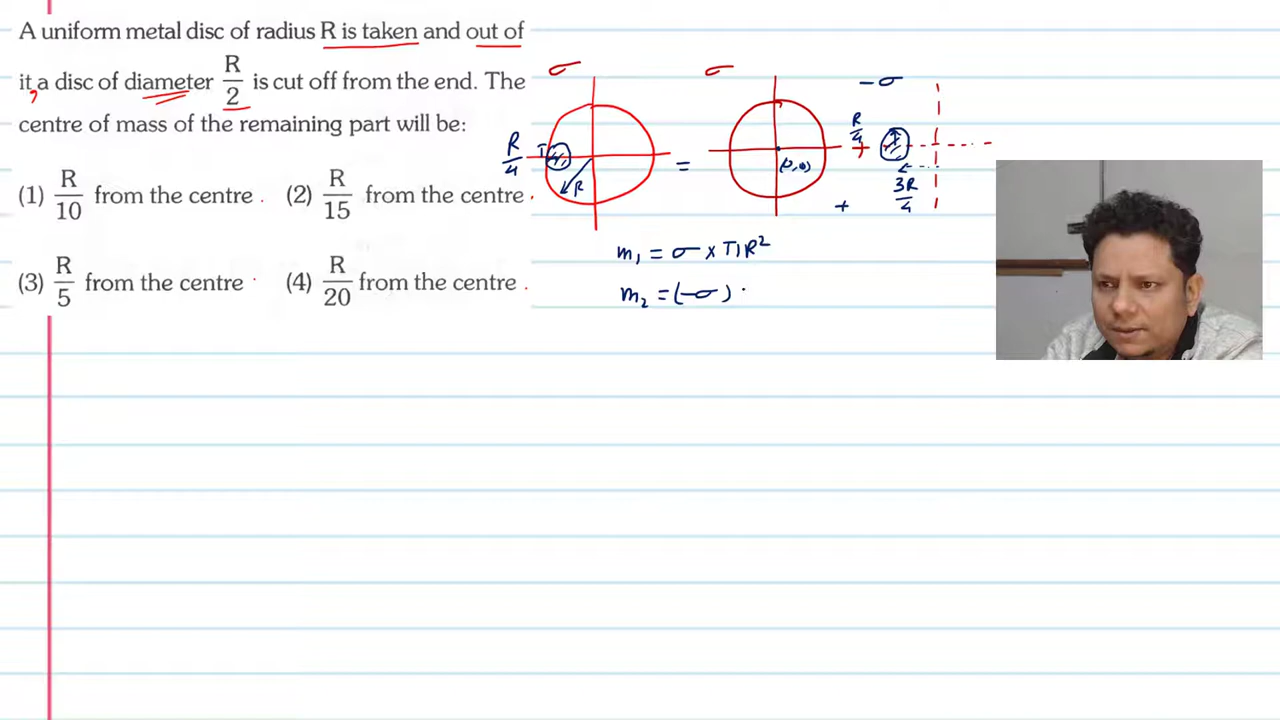 A uniform metal disc of radius R is taken and out of
it, a disc of diameter R/2 is cut off from the end. The
centre of mass of the remaining part will be:
(1) R/10 from the centre . (2) R/15 from the centre .
(3) R/5 from the centre . (4) R/20 from the centre .
σ σ -σ
R/4 R = (0,0) + R/4 3R/4
m₁ = σ × πR²
m₂ = (-σ) ·